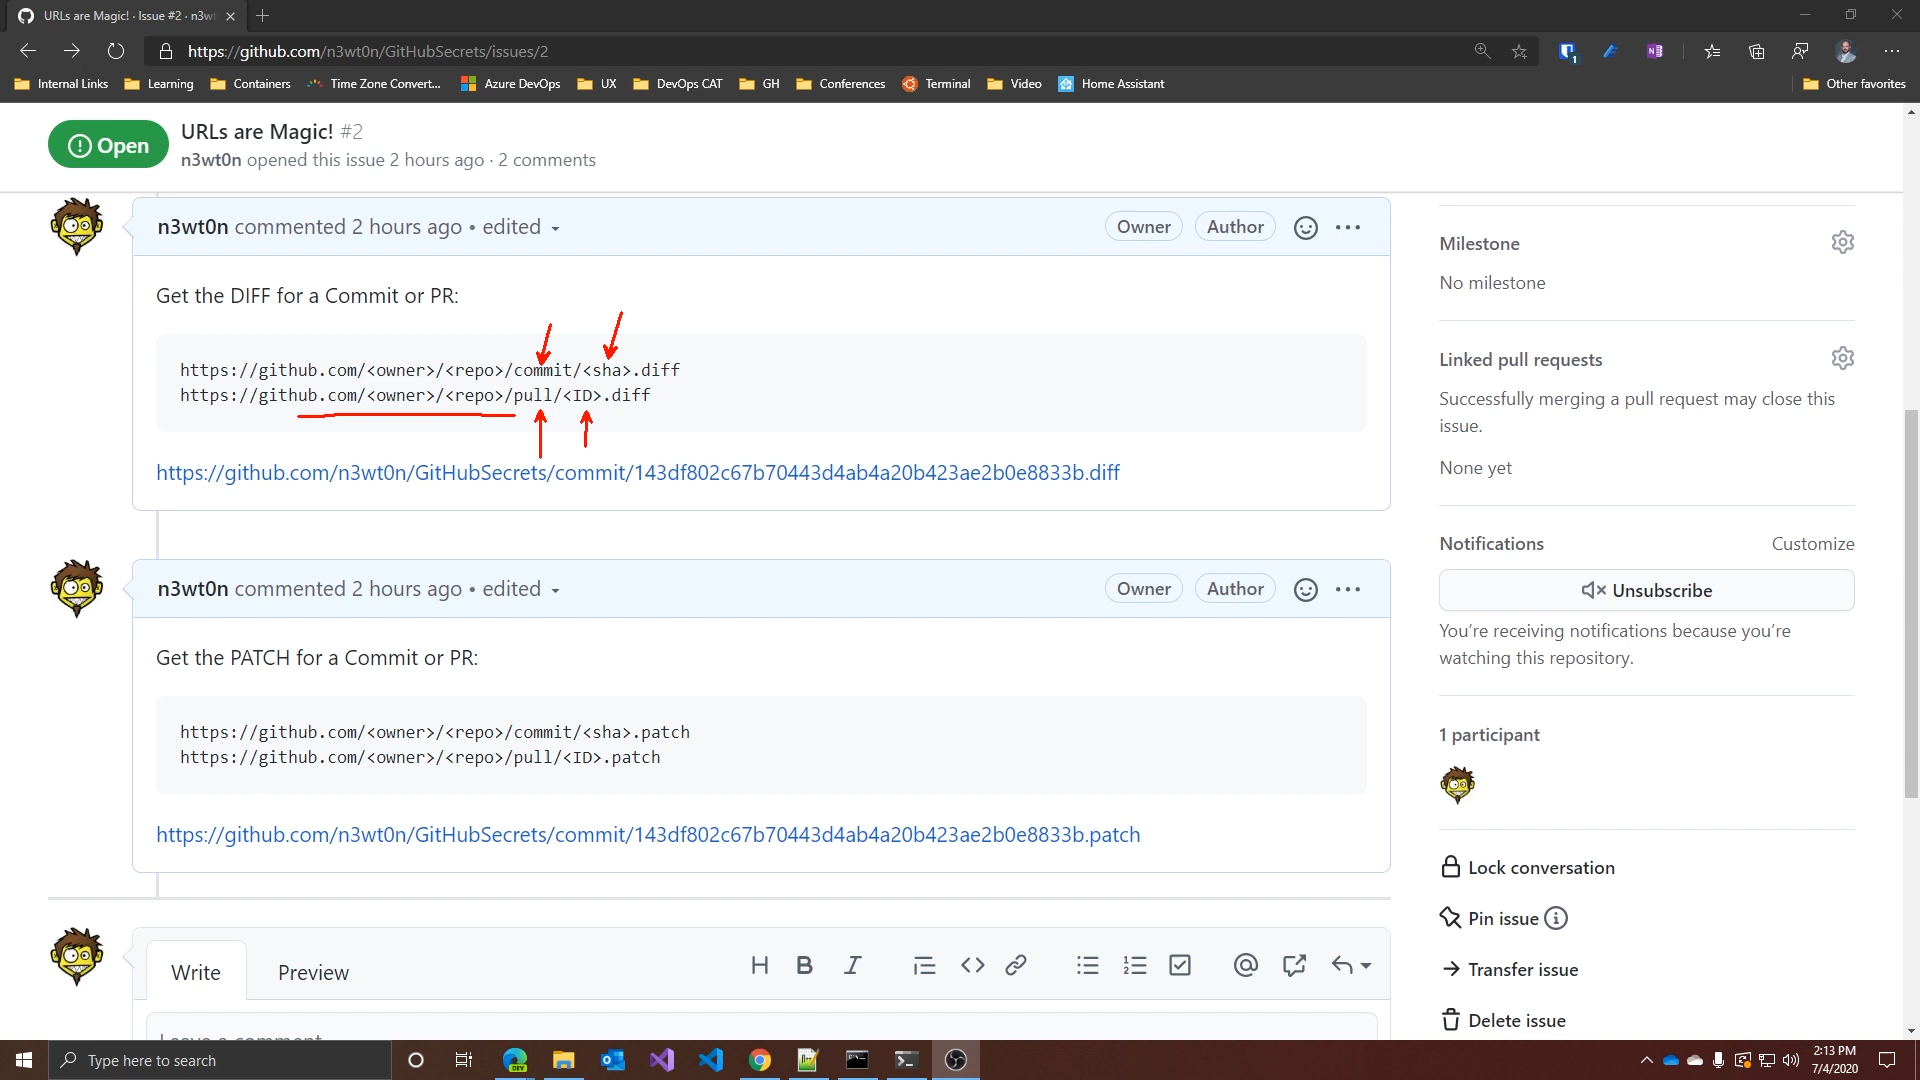 URLs are Magic! · Issue #2 · n3wt
https://github.com/n3wt0n/GitHubSecrets/issues/2
Internal Links
Learning
Containers
Time Zone Convert...
Azure DevOps
UX
DevOps CAT
GH
Conferences
Terminal
Video
Home Assistant
Other favorites
Open
URLs are Magic! #2
n3wt0n opened this issue 2 hours ago · 2 comments
n3wt0n commented 2 hours ago • edited
Owner
Author
Get the DIFF for a Commit or PR:
https://github.com/<owner>/<repo>/commit/<sha>.diff
https://github.com/<owner>/<repo>/pull/<ID>.diff
https://github.com/n3wt0n/GitHubSecrets/commit/143df802c67b70443d4ab4a20b423ae2b0e8833b.diff
n3wt0n commented 2 hours ago • edited
Owner
Author
Get the PATCH for a Commit or PR:
https://github.com/<owner>/<repo>/commit/<sha>.patch
https://github.com/<owner>/<repo>/pull/<ID>.patch
https://github.com/n3wt0n/GitHubSecrets/commit/143df802c67b70443d4ab4a20b423ae2b0e8833b.patch
Write
Preview
H B I
Leave a comment
Milestone
No milestone
Linked pull requests
Successfully merging a pull request may close this
issue.
None yet
Notifications
Customize
Unsubscribe
You’re receiving notifications because you’re
watching this repository.
1 participant
Lock conversation
Pin issue
Transfer issue
Delete issue
Type here to search
DEV
2:13 PM
7/4/2020